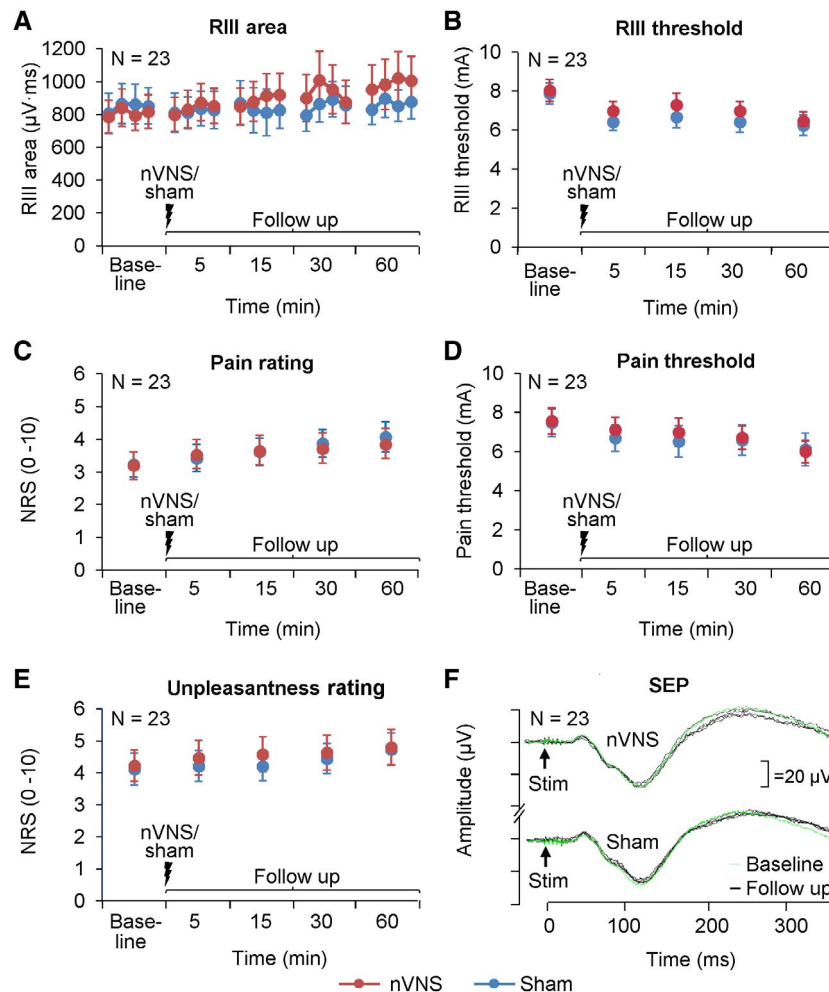 A
RIII area
N = 23
RIII area (µV·ms)
1200
1000
800
600
400
200
0
nVNS/
sham
Follow up
Base-
line
5
15
30
60
Time (min)
B
RIII threshold
N = 23
RIII threshold (mA)
10
8
6
4
2
0
nVNS/
sham
Follow up
Base-
line
5
15
30
60
Time (min)
C
Pain rating
N = 23
NRS (0 -10)
6
5
4
3
2
1
0
nVNS/
sham
Follow up
Base-
line
5
15
30
60
Time (min)
D
Pain threshold
N = 23
Pain threshold (mA)
10
8
6
4
2
0
nVNS/
sham
Follow up
Base-
line
5
15
30
60
Time (min)
E
Unpleasantness rating
N = 23
NRS (0 -10)
6
5
4
3
2
1
0
nVNS/
sham
Follow up
Base-
line
5
15
30
60
Time (min)
F
SEP
N = 23
Amplitude (µV)
nVNS
Stim
=20 µV
Sham
Stim
Baseline
Follow up
0
100
200
300
Time (ms)
nVNS
Sham